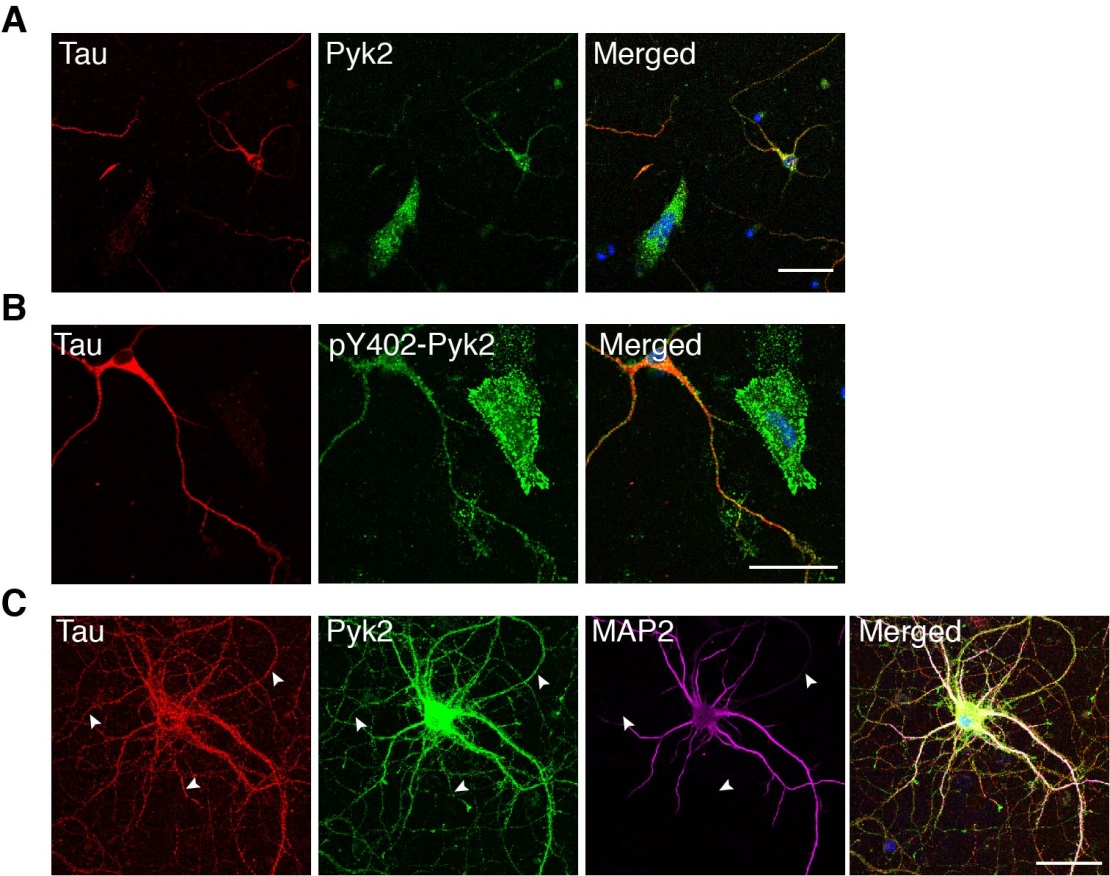 A
Tau Pyk2 Merged
B
Tau pY402-Pyk2 Merged
C
Tau Pyk2 MAP2 Merged